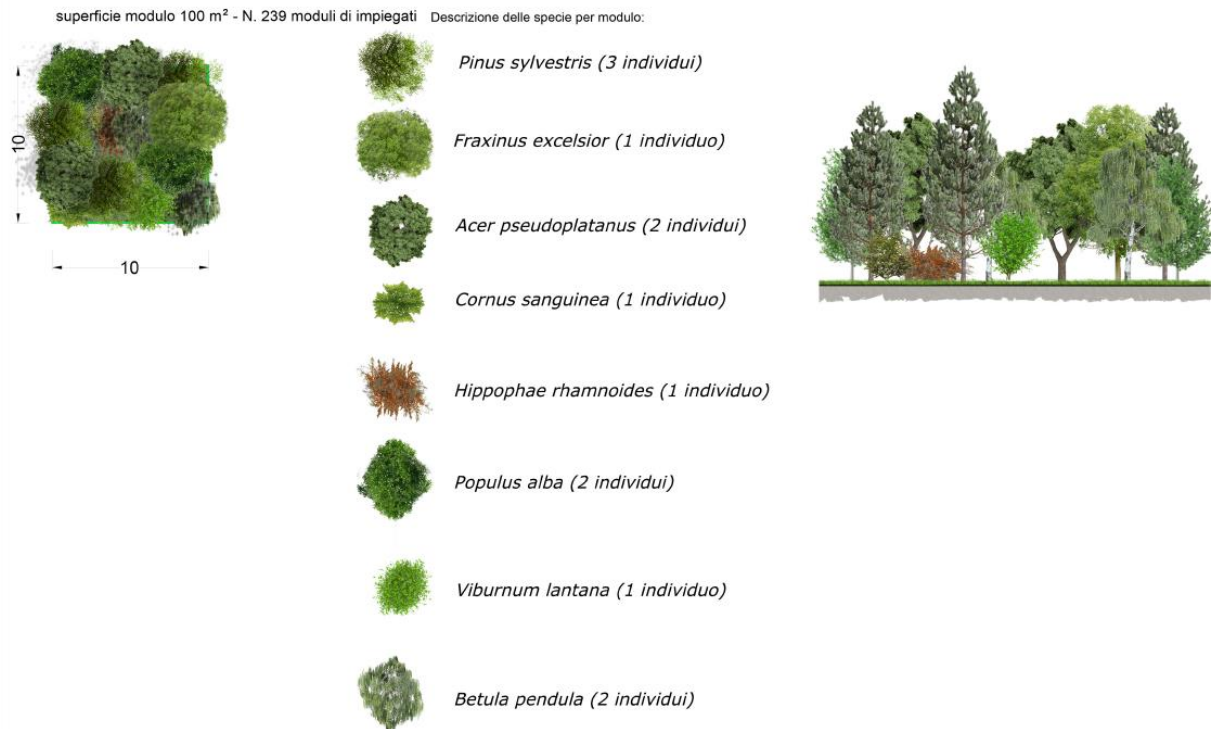 superficie modulo 100 m² - N. 239 moduli di impiegati Descrizione delle specie per modulo:
10
10
Pinus sylvestris (3 individui)
Fraxinus excelsior (1 individuo)
Acer pseudoplatanus (2 individui)
Cornus sanguinea (1 individuo)
Hippophae rhamnoides (1 individuo)
Populus alba (2 individui)
Viburnum lantana (1 individuo)
Betula pendula (2 individui)